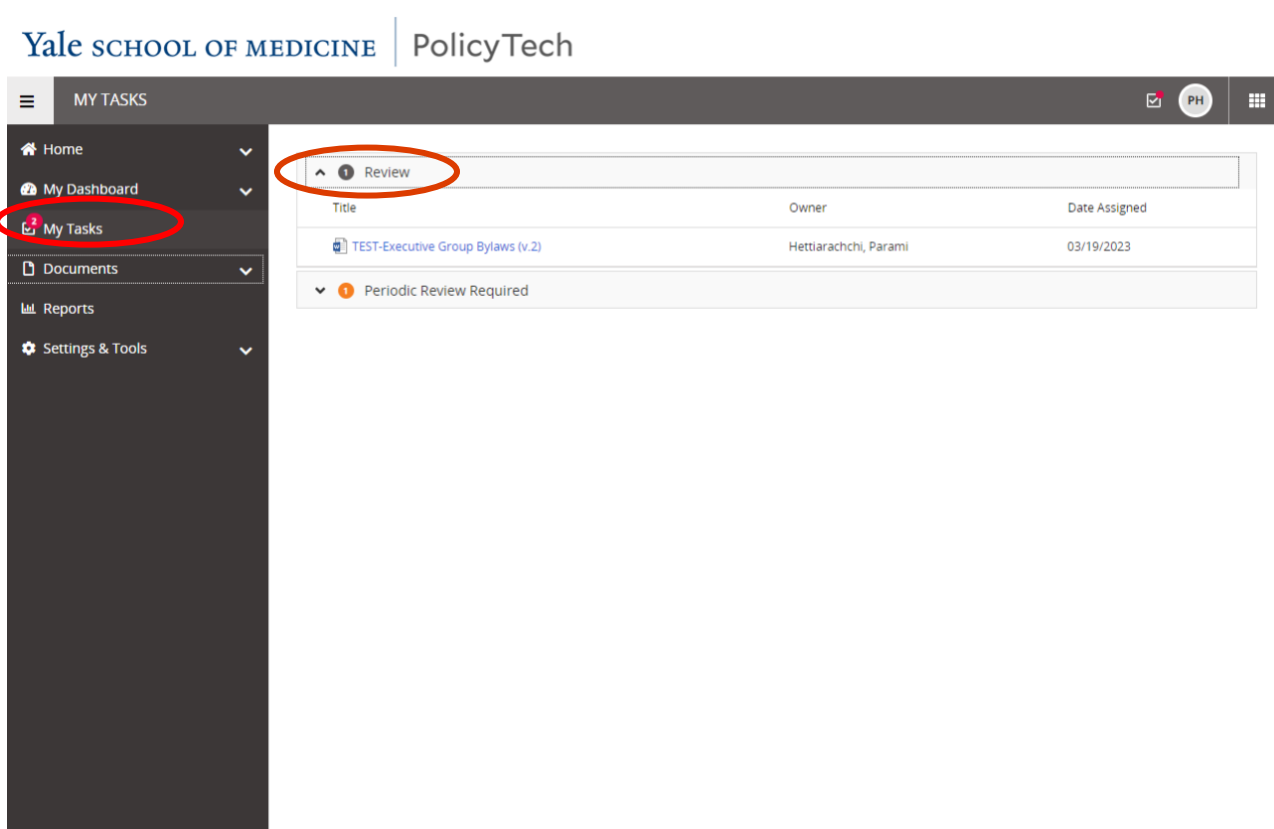 Yale SCHOOL OF MEDICINE PolicyTech
MY TASKS PH
Home
My Dashboard
2 My Tasks
Documents
Reports
Settings & Tools
1 Review
Title Owner Date Assigned
TEST-Executive Group Bylaws (v.2) Hettiarachchi, Parami 03/19/2023
1 Periodic Review Required